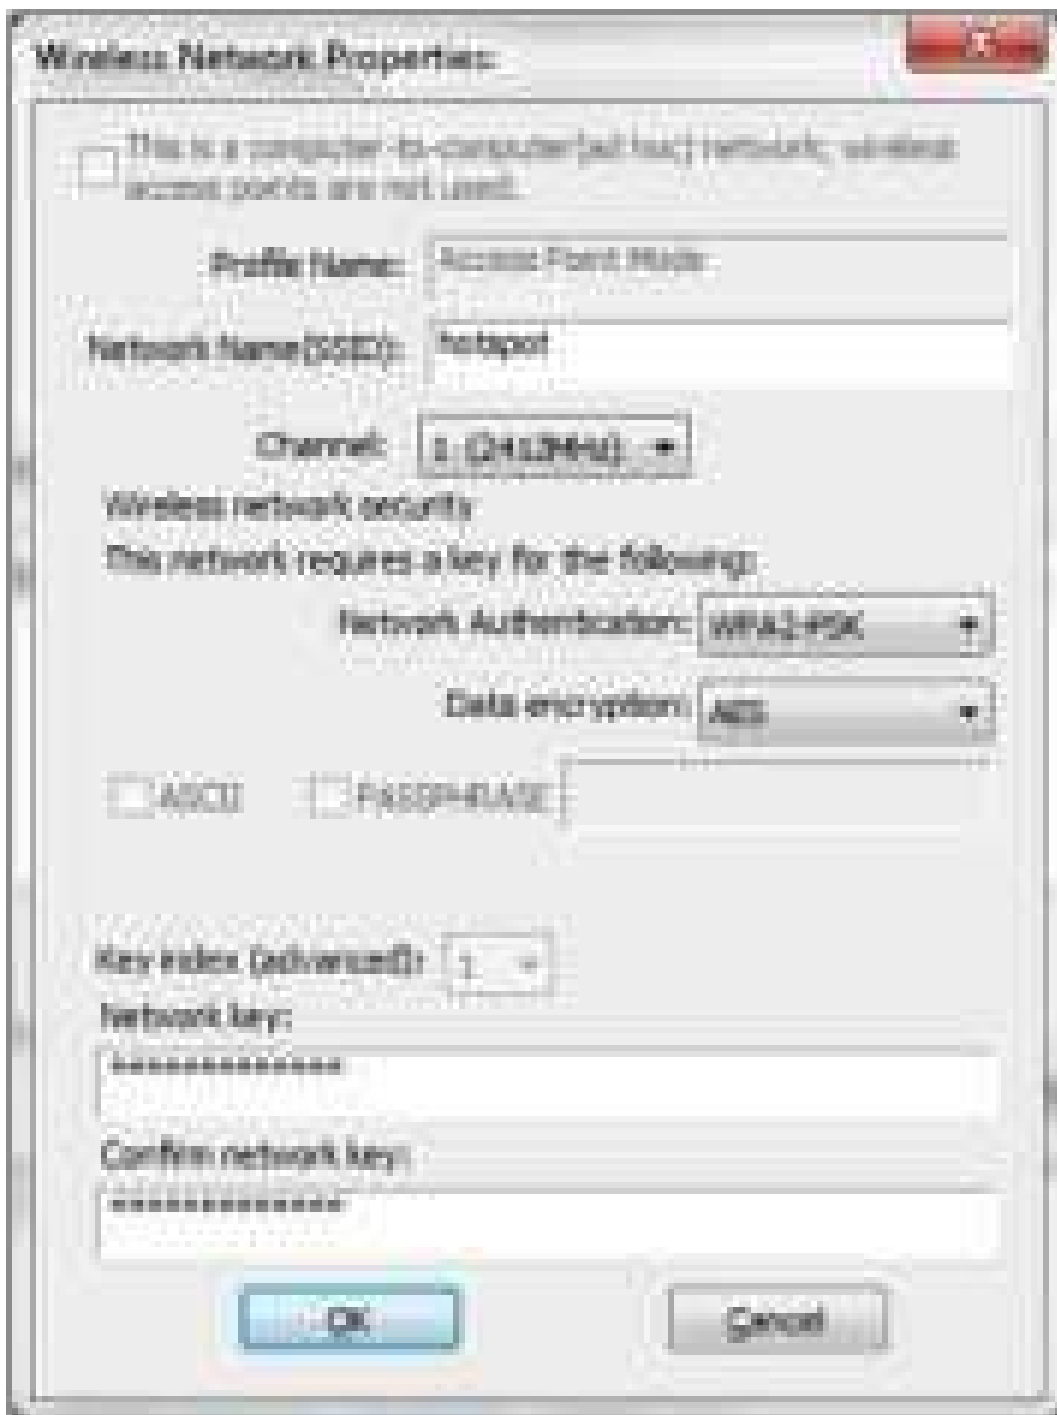 Wireless Network Properties
This is a computer-to-computer(ad hoc) network, wireless
access points are not used.
Profile Name: Access Point Mode
Network Name(SSID): hotspot
Channel: 1 (2412MHz)
Wireless network security
This network requires a key for the following:
Network Authentication: WPA2-PSK
Data encryption: AES
ASCII PASSPHRASE
Key index (advanced): 1
Network key:
*************
Confirm network key:
*************
OK Cancel